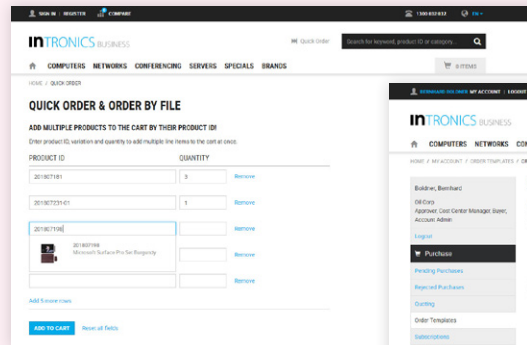 SIGN IN | REGISTER COMPARE 1300 032 032 EN
INTRONICS BUSINESS Quick Order Search for keyword, product ID or category...
COMPUTERS NETWORKS CONFERENCING SERVERS SPECIALS BRANDS 0 ITEMS
HOME / QUICK ORDER
QUICK ORDER & ORDER BY FILE
ADD MULTIPLE PRODUCTS TO THE CART BY THEIR PRODUCT ID!
Enter product ID, variation and quantity to add multiple line items to the cart at once.
PRODUCT ID QUANTITY
201807181 3 Remove
201807231-01 1 Remove
201807198 Remove
201807198
Microsoft Surface Pro Sig Burgundy
Remove
Remove
Add 5 more rows
ADD TO CART Reset all fields
MY ACCOUNT | LOGOUT
INTRONICS BUSINESS
COMPUTERS NETWORKS
HOME / MY ACCOUNT / ORDER TEMPLATES /
Boldner, Bernhard
Oil Corp
Approver, Cost Center Manager, Buyer,
Account Admin
Logout
Purchase
Pending Purchases
Rejected Purchases
Quoting
Order Templates
Subscriptions